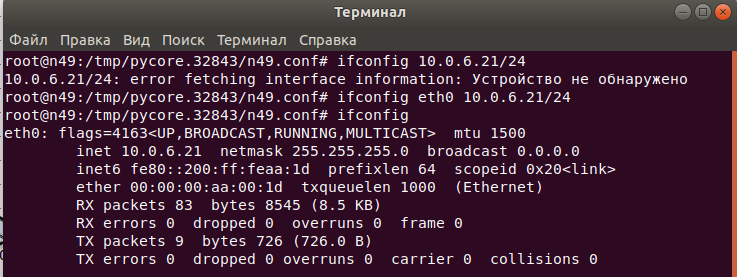 Терминал
Файл Правка Вид Поиск Терминал Справка
root@n49:/tmp/pycore.32843/n49.conf# ifconfig 10.0.6.21/24
10.0.6.21/24: error fetching interface information: Устройство не обнаружено
root@n49:/tmp/pycore.32843/n49.conf# ifconfig eth0 10.0.6.21/24
root@n49:/tmp/pycore.32843/n49.conf# ifconfig
eth0: flags=4163<UP,BROADCAST,RUNNING,MULTICAST>  mtu 1500
        inet 10.0.6.21  netmask 255.255.255.0  broadcast 0.0.0.0
        inet6 fe80::200:ff:feaa:1d  prefixlen 64  scopeid 0x20<link>
        ether 00:00:00:aa:00:1d  txqueuelen 1000  (Ethernet)
        RX packets 83  bytes 8545 (8.5 KB)
        RX errors 0  dropped 0  overruns 0  frame 0
        TX packets 9  bytes 726 (726.0 B)
        TX errors 0  dropped 0 overruns 0  carrier 0  collisions 0